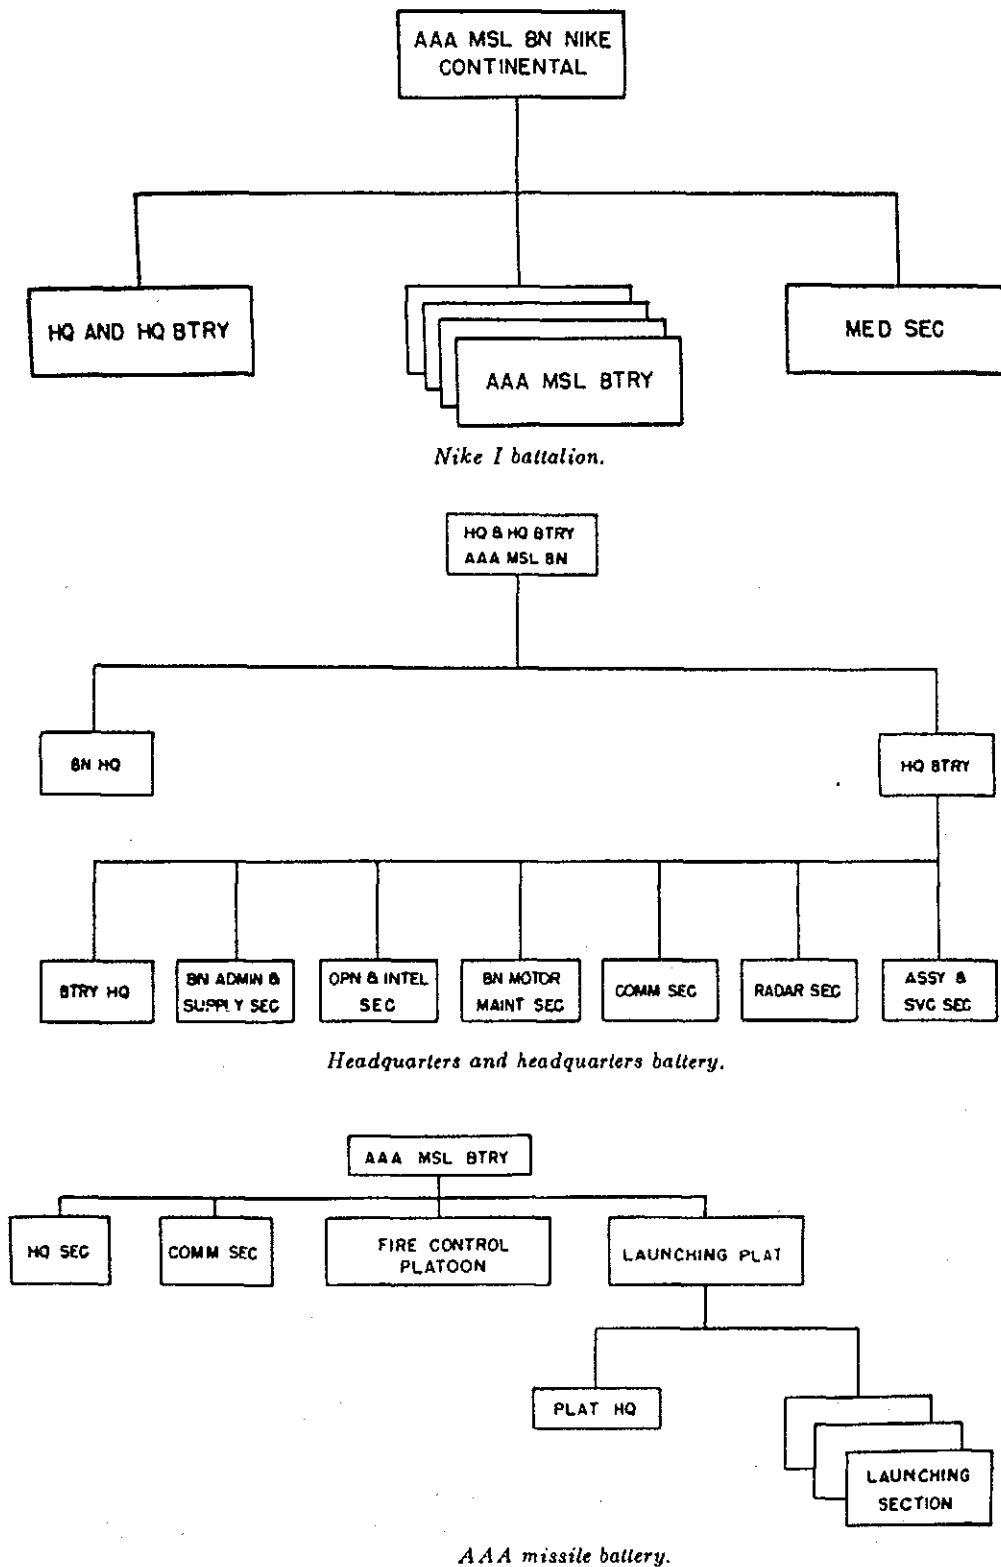 AAA MSL BN NIKE
CONTINENTAL
HQ AND HQ BTRY
AAA MSL BTRY
MED SEC
Nike I battalion.
HQ & HQ BTRY
AAA MSL BN
BN HQ
HQ BTRY
BTRY HQ
BN ADMIN &
SUPPLY SEC
OPN & INTEL
SEC
BN MOTOR
MAINT SEC
COMM SEC
RADAR SEC
ASSY &
SVC SEC
Headquarters and headquarters battery.
AAA MSL BTRY
HQ SEC
COMM SEC
FIRE CONTROL
PLATOON
LAUNCHING PLAT
PLAT HQ
LAUNCHING
SECTION
AAA missile battery.